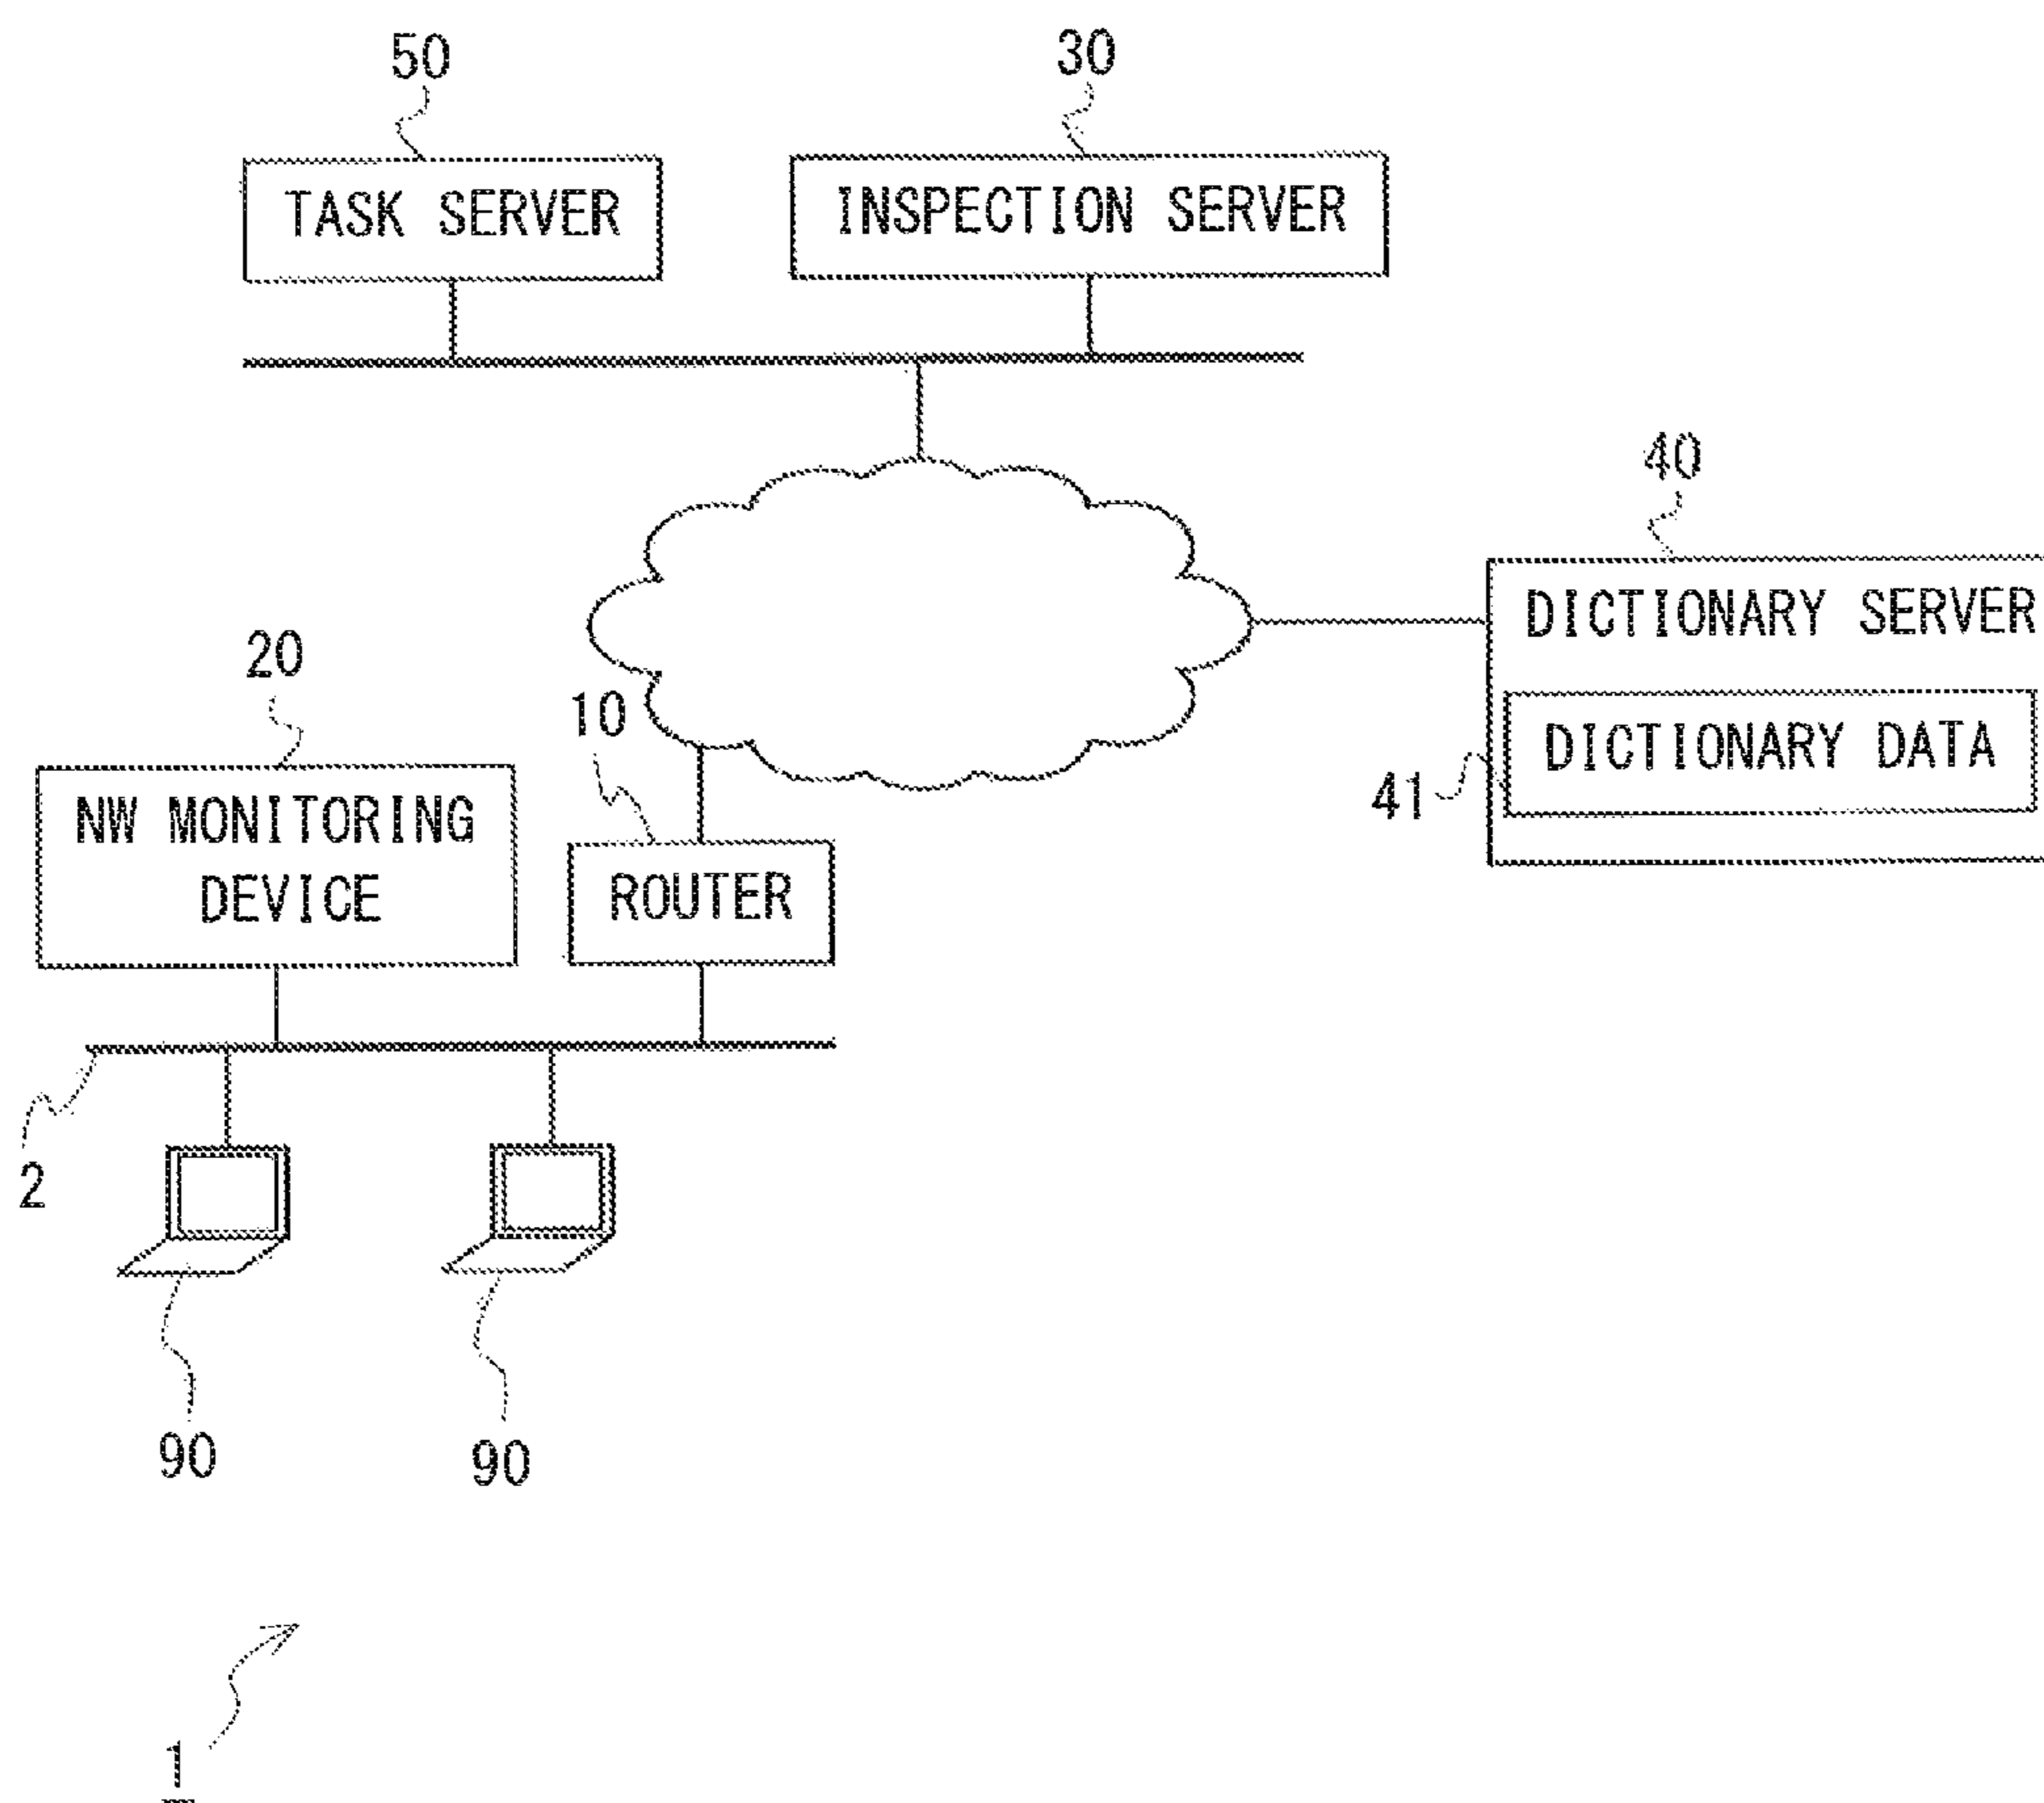 50
30
TASK SERVER
INSPECTION SERVER
40
DICTIONARY SERVER
20
10
DICTIONARY DATA
41
NW MONITORING
DEVICE
ROUTER
2
90
90
1